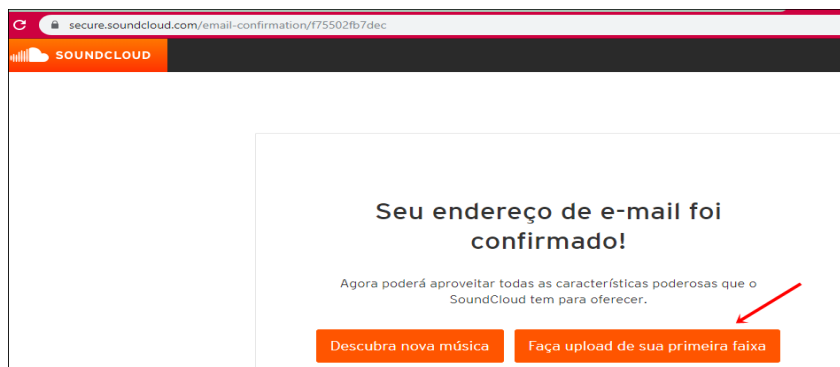 secure.soundcloud.com/email-confirmation/f75502fb7dec
SOUNDCLOUD
Seu endereço de e-mail foi
confirmado!
Agora poderá aproveitar todas as características poderosas que o
SoundCloud tem para oferecer.
Descubra nova música Faça upload de sua primeira faixa